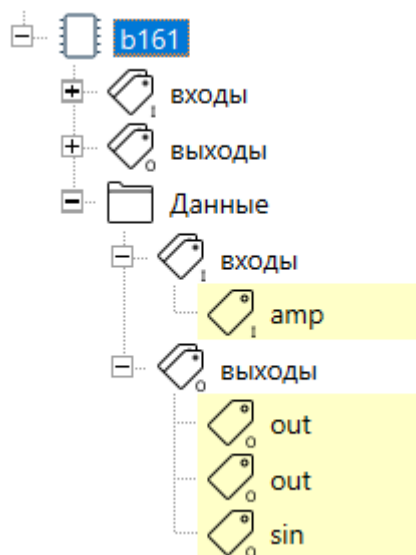 b161
входы
выходы
Данные
входы
amp
выходы
out
out
sin